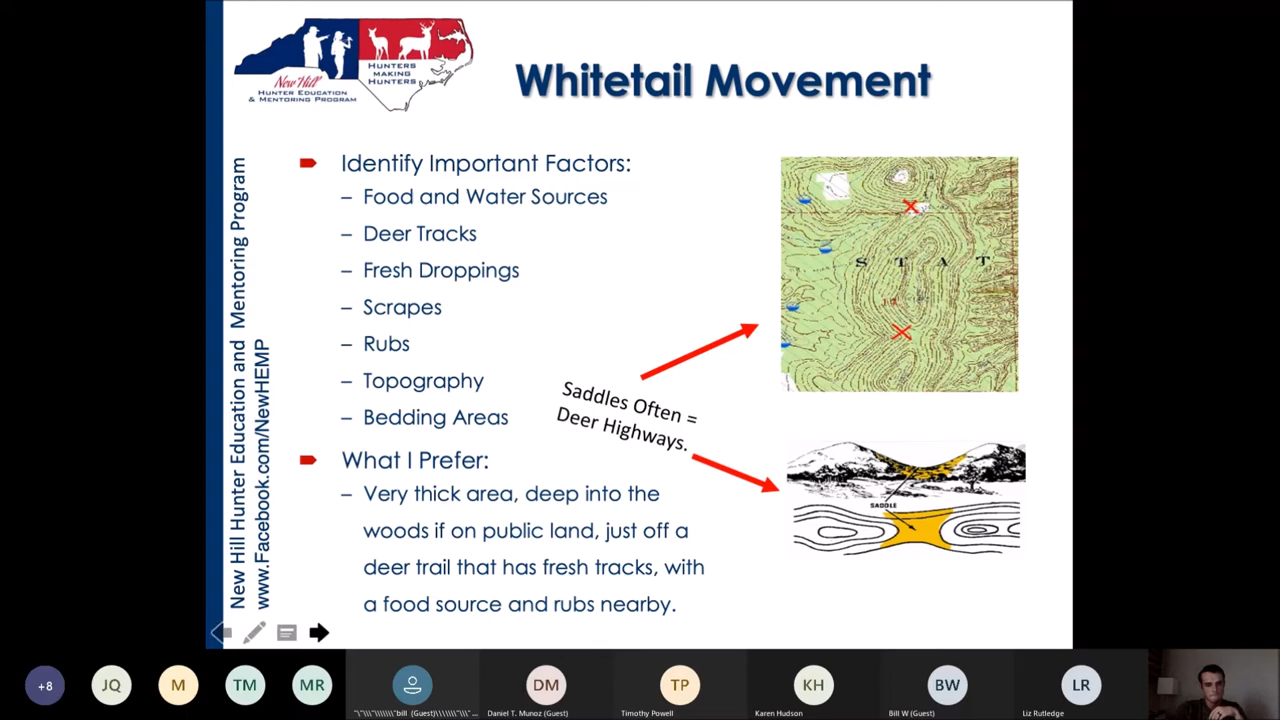 New Hill
HUNTER EDUCATION
& MENTORING PROGRAM
HUNTERS
MAKING
HUNTERS
Whitetail Movement
New Hill Hunter Education and Mentoring Program
www.Facebook.com/NewHEMP
Identify Important Factors:
– Food and Water Sources
– Deer Tracks
– Fresh Droppings
– Scrapes
– Rubs
– Topography
– Bedding Areas
What I Prefer:
– Very thick area, deep into the
woods if on public land, just off a
deer trail that has fresh tracks, with
a food source and rubs nearby.
Saddles Often =
Deer Highways.
S T A T
SADDLE
+8
JQ
M
TM
MR
DM
TP
KH
BW
LR
Daniel T. Munoz (Guest)
Timothy Powell
Karen Hudson
Bill W (Guest)
Liz Rutledge